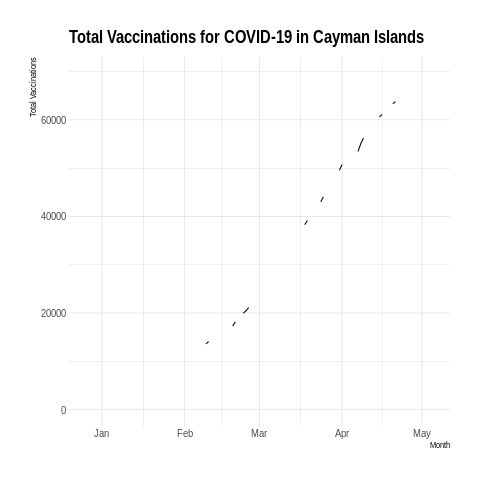 Total Vaccinations for COVID-19 in Cayman Islands
Total Vaccinations
60000
40000
20000
0
Jan Feb Mar Apr May
Month